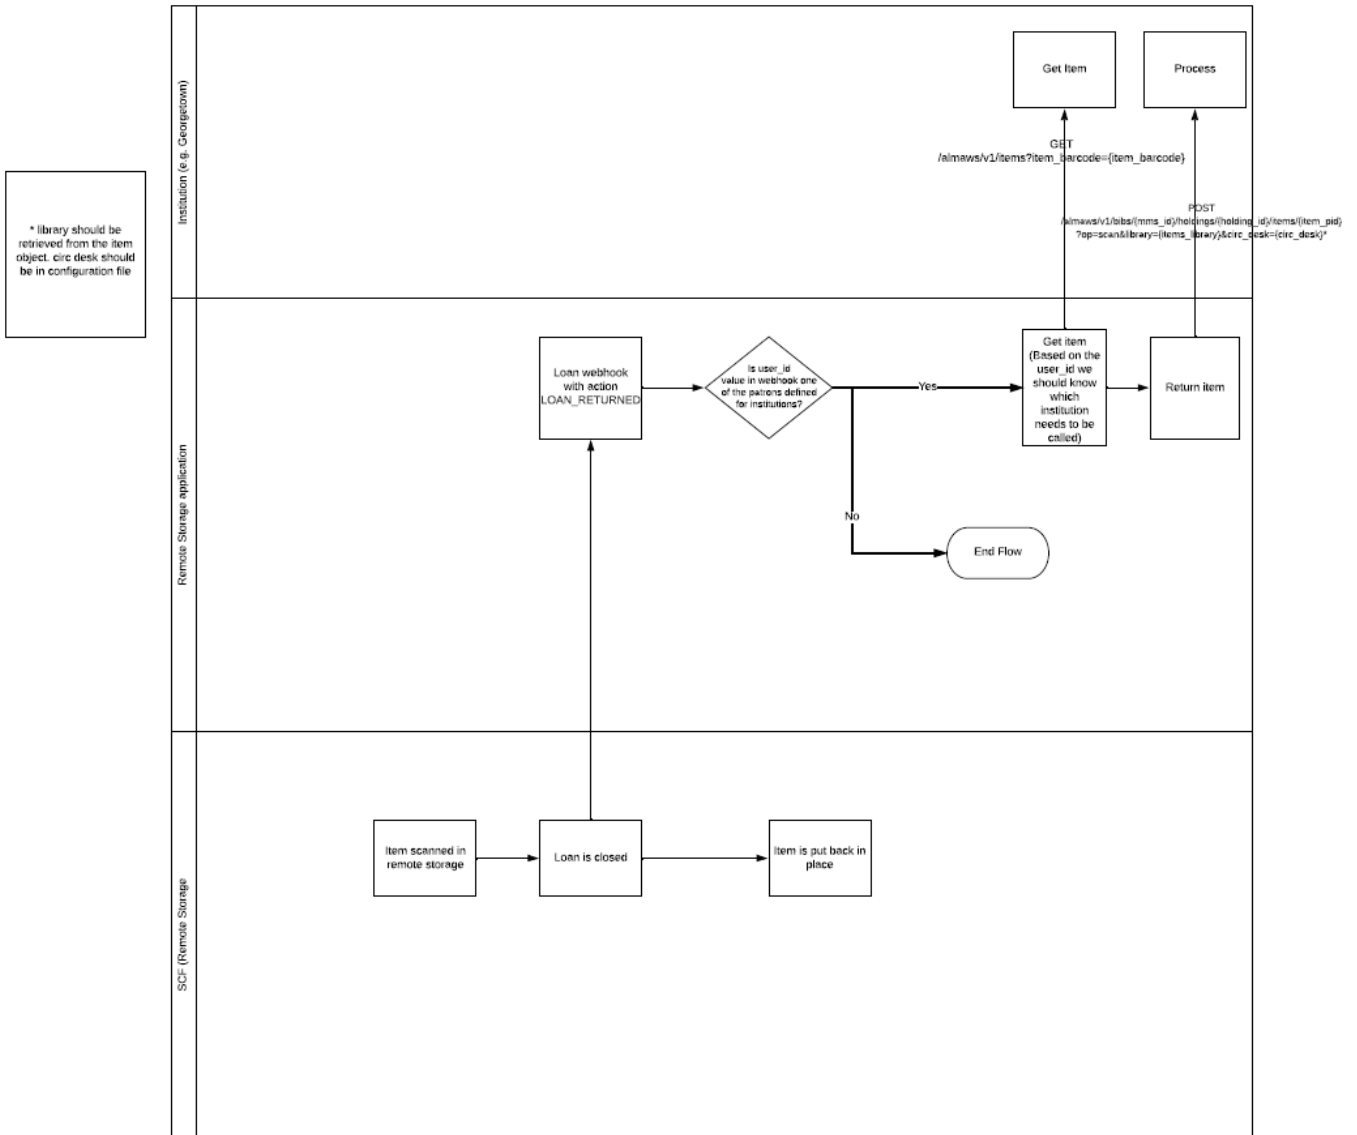 Institution (e.g. Georgetown)
Get Item
Process
GET
/almaws/v1/items?item_barcode={item_barcode}
POST
/almaws/v1/bibs/{mms_id}/holdings/{holding_id}/items/{item_pid}
?op=scan&library={items_library}&circ_desk={circ_desk}*
* library should be
retrieved from the item
object. circ desk should
be in configuration file
Remote Storage application
Loan webhook
with action
LOAN_RETURNED
Is user_id
value in webhook one
of the patrons defined
for institutions?
Yes
Get item
(Based on the
user_id we
should know
which
institution
needs to be
called)
Return item
No
End Flow
SCF (Remote Storage
Item scanned in
remote storage
Loan is closed
Item is put back in
place